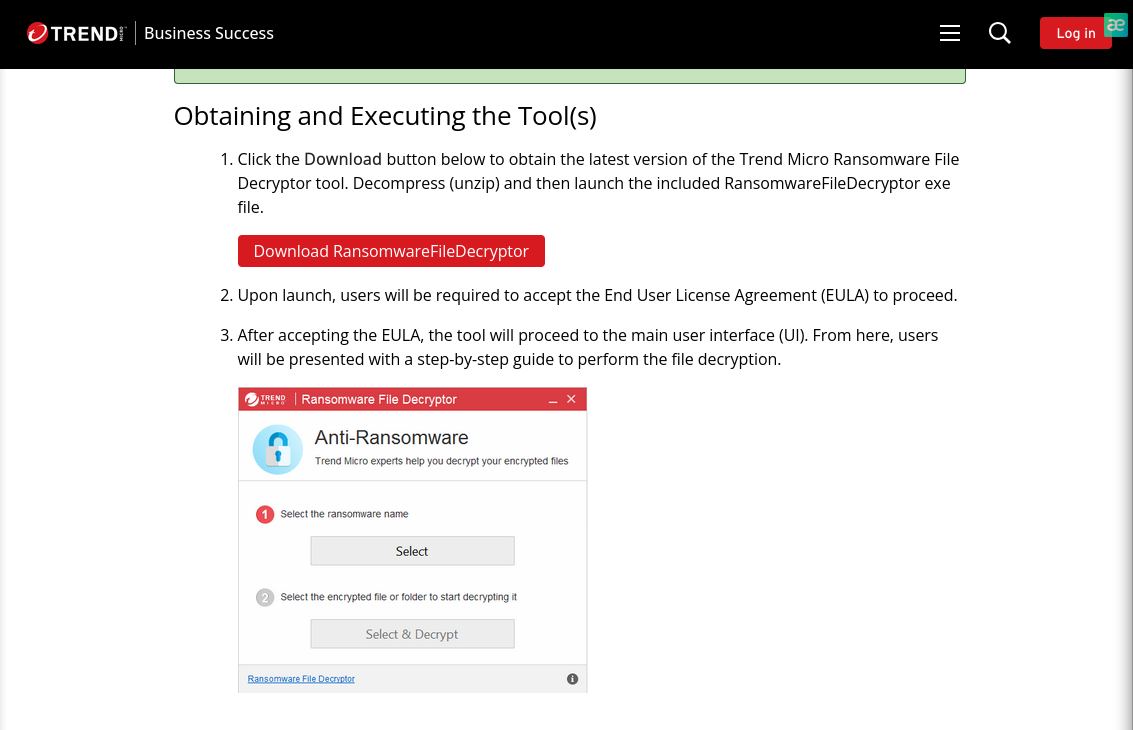 TREND MICRO Business Success
Log in
æ
Obtaining and Executing the Tool(s)
1. Click the Download button below to obtain the latest version of the Trend Micro Ransomware File
Decryptor tool. Decompress (unzip) and then launch the included RansomwareFileDecryptor exe
file.
Download RansomwareFileDecryptor
2. Upon launch, users will be required to accept the End User License Agreement (EULA) to proceed.
3. After accepting the EULA, the tool will proceed to the main user interface (UI). From here, users
will be presented with a step-by-step guide to perform the file decryption.
TREND MICRO Ransomware File Decryptor
Anti-Ransomware
Trend Micro experts help you decrypt your encrypted files
1 Select the ransomware name
Select
2 Select the encrypted file or folder to start decrypting it
Select & Decrypt
Ransomware File Decryptor